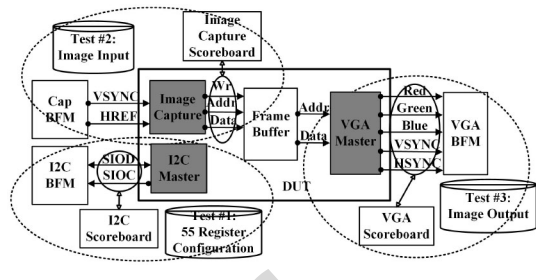 Test #2:
Image Input
Image
Capture
Scoreboard
Cap
BFM
VSYNC
HREF
Image
Capture
Wr
Addr
Data
Frame
Buffer
Addr
Data
VGA
Master
Red
Green
Blue
VSYNC
HSYNC
VGA
BFM
I2C
BFM
SIOD
SIOC
I2C
Master
DUT
I2C
Scoreboard
Test #1:
55 Register
Configuration
VGA
Scoreboard
Test #3:
Image Output